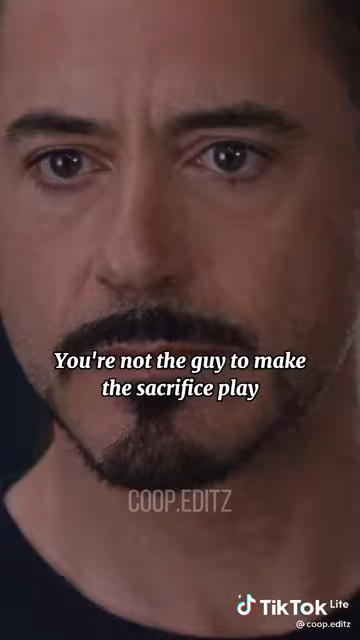 You're not the guy to make
the sacrifice play
COOP.EDITZ
TikTok Lite
@ coop.editz